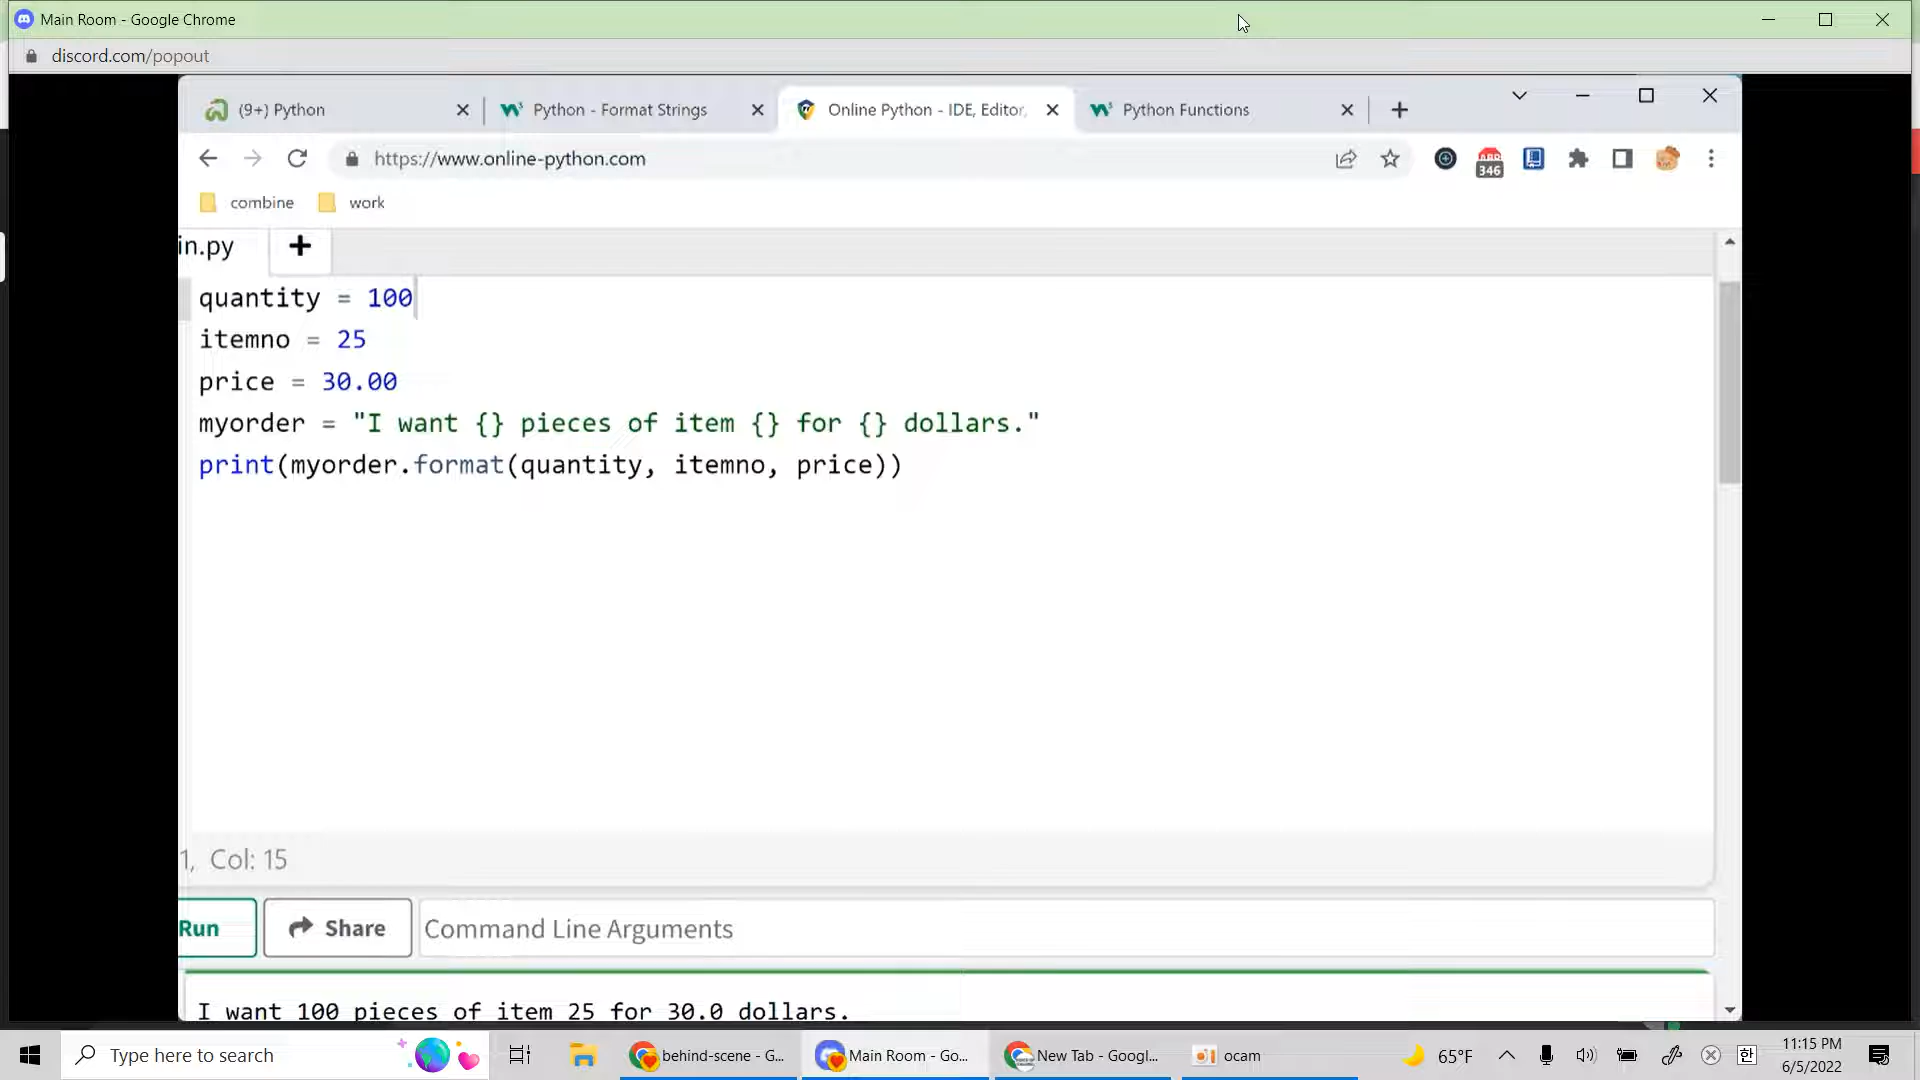 Main Room - Google Chrome
discord.com/popout
(9+) Python
Python - Format Strings
Online Python - IDE, Editor,
Python Functions
https://www.online-python.com
346
combine
work
in.py
quantity = 100
itemno = 25
price = 30.00
myorder = "I want {} pieces of item {} for {} dollars."
print(myorder.format(quantity, itemno, price))
1, Col: 15
Run
Share
Command Line Arguments
I want 100 pieces of item 25 for 30.0 dollars.
Type here to search
behind-scene - G...
Main Room - Go...
New Tab - Googl...
ocam
65°F
한
11:15 PM
6/5/2022